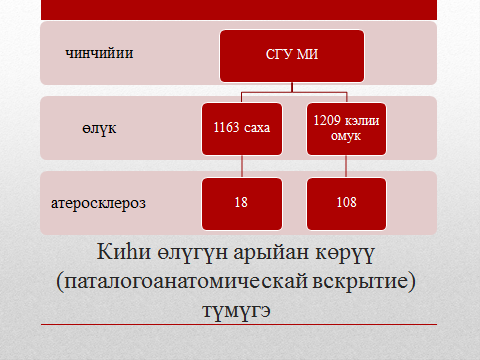 чинчийии
СГУ МИ
өлүк
1163 саха
1209 кэлии
омук
атеросклероз
18
108
Киһи өлүгүн арыйан көрүү
(паталогоанатомическай вскрытие)
түмүгэ